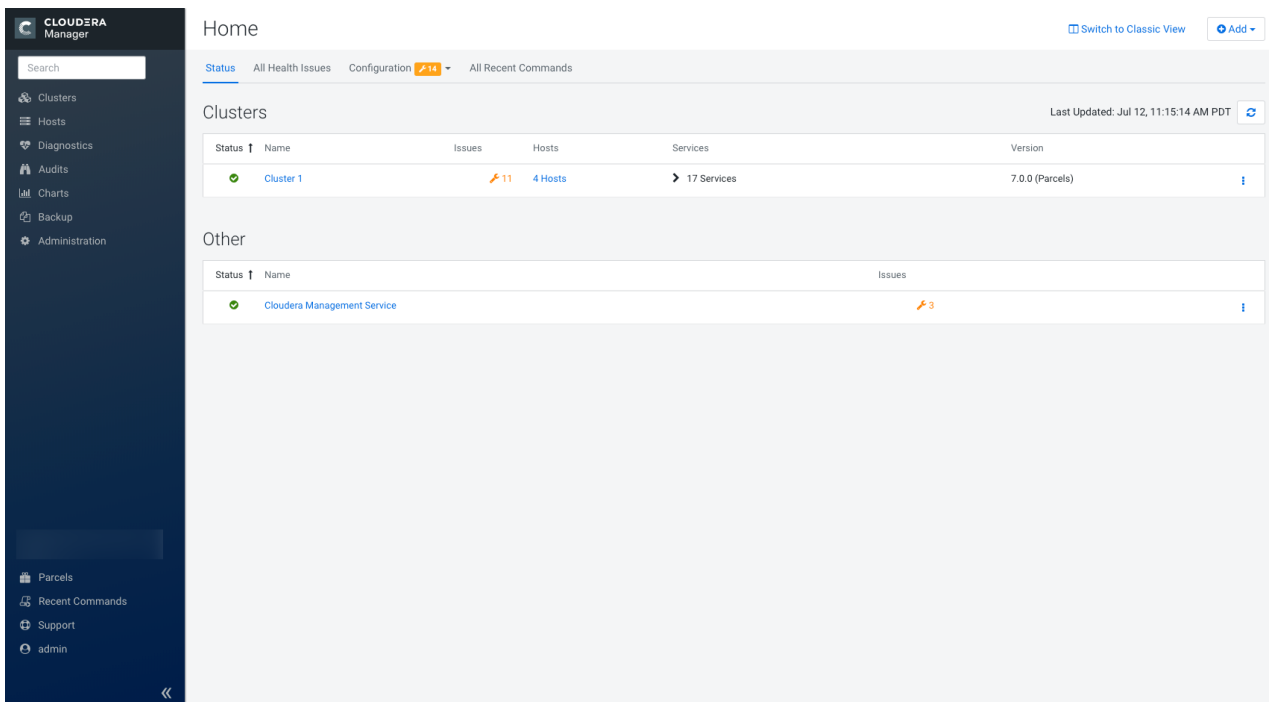 C CLOUDERA
Manager
Home
Switch to Classic View
Add
Search
Status All Health Issues Configuration 14 All Recent Commands
Clusters
Hosts
Diagnostics
Audits
Charts
Backup
Administration
Clusters
Last Updated: Jul 12, 11:15:14 AM PDT
Status Name Issues Hosts Services Version
Cluster 1 11 4 Hosts 17 Services 7.0.0 (Parcels)
Other
Status Name Issues
Cloudera Management Service 3
Parcels
Recent Commands
Support
admin